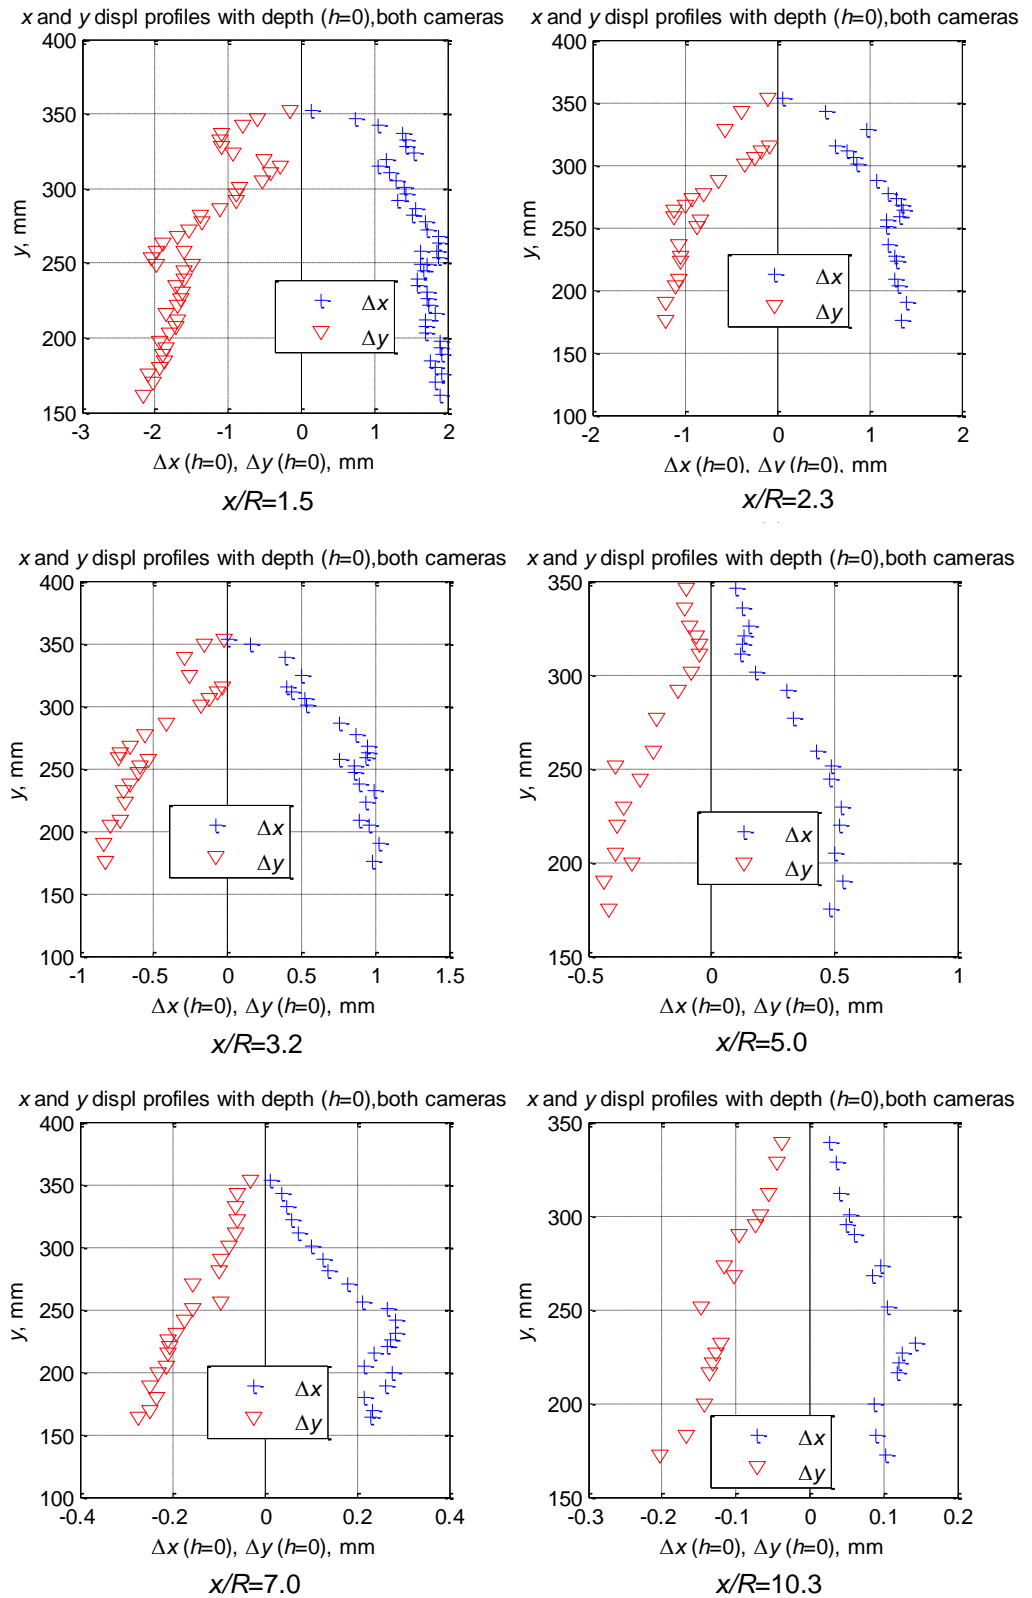 x and y displ profiles with depth (h=0),both cameras
400
350
300
250
200
150
y, mm
-3 -2 -1 0 1 2
Δx (h=0), Δy (h=0), mm
Δx
Δy
x/R=1.5
x and y displ profiles with depth (h=0),both cameras
400
350
300
250
200
150
100
y, mm
-2 -1 0 1 2
Δx (h=0), Δy (h=0), mm
Δx
Δy
x/R=2.3
x and y displ profiles with depth (h=0),both cameras
400
350
300
250
200
150
100
y, mm
-1 -0.5 0 0.5 1 1.5
Δx (h=0), Δy (h=0), mm
Δx
Δy
x/R=3.2
x and y displ profiles with depth (h=0),both cameras
350
300
250
200
150
y, mm
-0.5 0 0.5 1
Δx (h=0), Δy (h=0), mm
Δx
Δy
x/R=5.0
x and y displ profiles with depth (h=0),both cameras
400
350
300
250
200
150
100
y, mm
-0.4 -0.2 0 0.2 0.4
Δx (h=0), Δy (h=0), mm
Δx
Δy
x/R=7.0
x and y displ profiles with depth (h=0),both cameras
350
300
250
200
150
y, mm
-0.3 -0.2 -0.1 0 0.1 0.2
Δx (h=0), Δy (h=0), mm
Δx
Δy
x/R=10.3